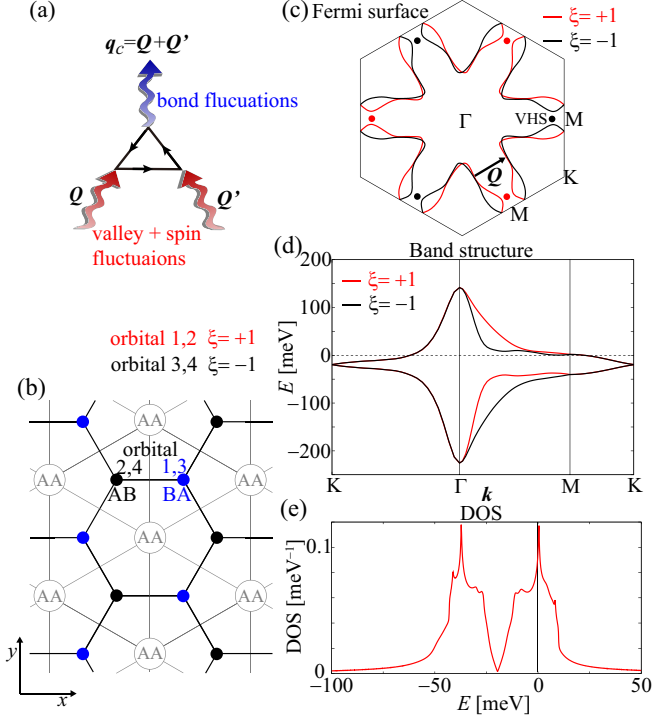 (a)
q_c=Q+Q'
bond flucuations
Q
Q'
valley + spin
fluctuaions
orbital 1,2 ξ= +1
orbital 3,4 ξ= −1
(b)
AA
AA
orbital
2,4
1,3
AA
AB
BA
AA
AA
AA
AA
AA
AA
y
x
(c)
Fermi surface
ξ= +1
ξ= −1
Γ
VHS
M
K
Q
M
(d)
Band structure
200
100
0
−100
−200
E [meV]
ξ= +1
ξ= −1
K
Γ
k
M
K
(e)
DOS
DOS [meV⁻¹]
0.1
0
−100
−50
0
50
E [meV]